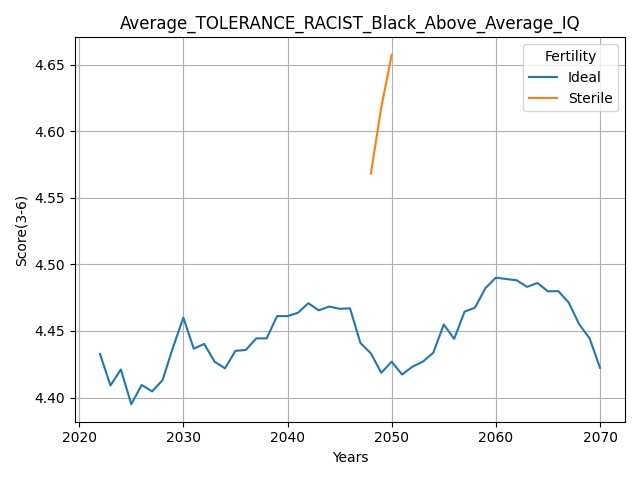 Average_TOLERANCE_RACIST_Black_Above_Average_IQ
Score(3-6)
4.65
4.60
4.55
4.50
4.45
4.40
Fertility
Ideal
Sterile
2020 2030 2040 2050 2060 2070
Years